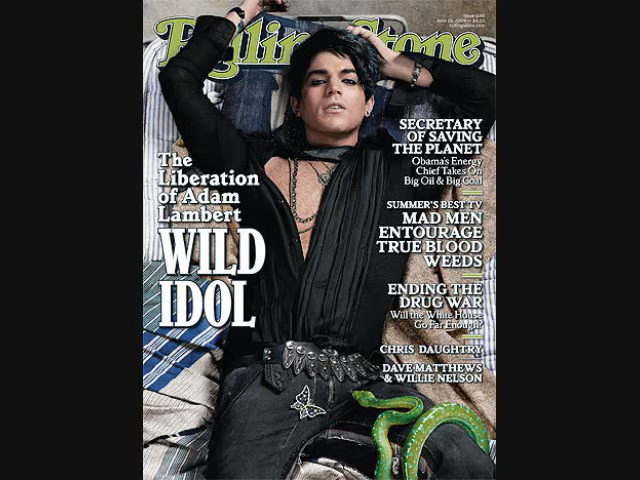 Rolling Stone
SECRETARY
OF SAVING
THE PLANET
Obama's Energy
Chief Takes On
Big Oil & Big Coal
The
Liberation
of Adam
Lambert
WILD
IDOL
SUMMER'S BEST TV
MAD MEN
ENTOURAGE
TRUE BLOOD
WEEDS
ENDING THE
DRUG WAR
Will the White House
Go Far Enough?
CHRIS DAUGHTRY
DAVE MATTHEWS
& WILLIE NELSON